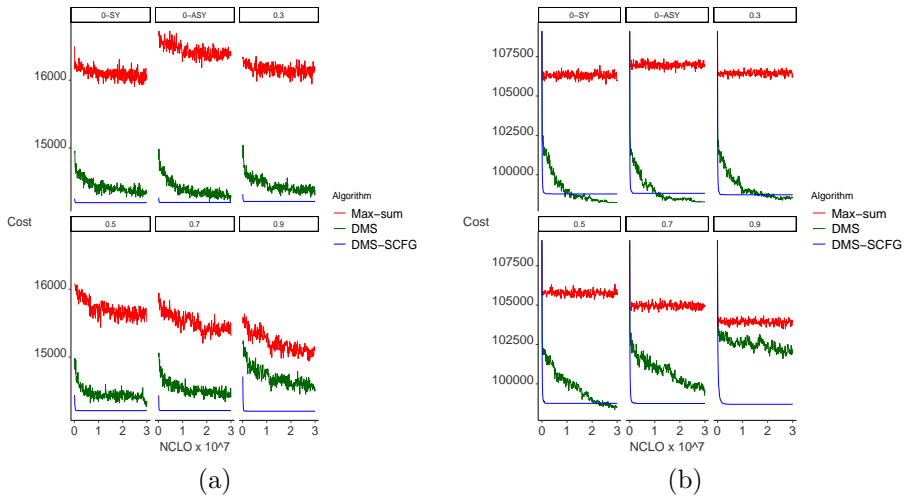 0-SY 0-ASY 0.3
16000
15000
Cost
Algorithm
Max-sum
DMS
DMS-SCFG
0.5 0.7 0.9
16000
15000
0 1 2 3 0 1 2 3 0 1 2 3
NCLO x 10^7
(a)
0-SY 0-ASY 0.3
107500
105000
102500
100000
Cost
Algorithm
Max-sum
DMS
DMS-SCFG
0.5 0.7 0.9
107500
105000
102500
100000
0 1 2 3 0 1 2 3 0 1 2 3
NCLO x 10^7
(b)